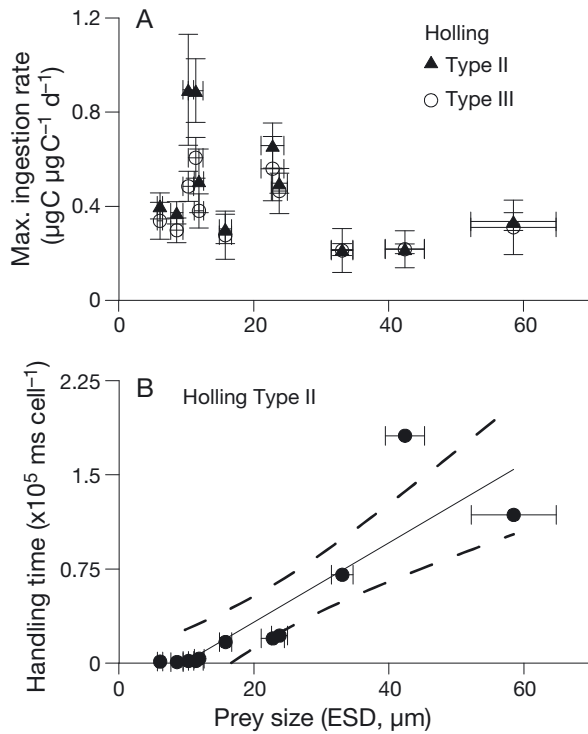 A
Holling
Type II
Type III
Max. ingestion rate
(µgC µgC⁻¹ d⁻¹)
1.2
0.8
0.4
0
0
20
40
60
B
Holling Type II
Handling time (x10⁵ ms cell⁻¹)
2.25
1.5
0.75
0
0
20
40
60
Prey size (ESD, µm)